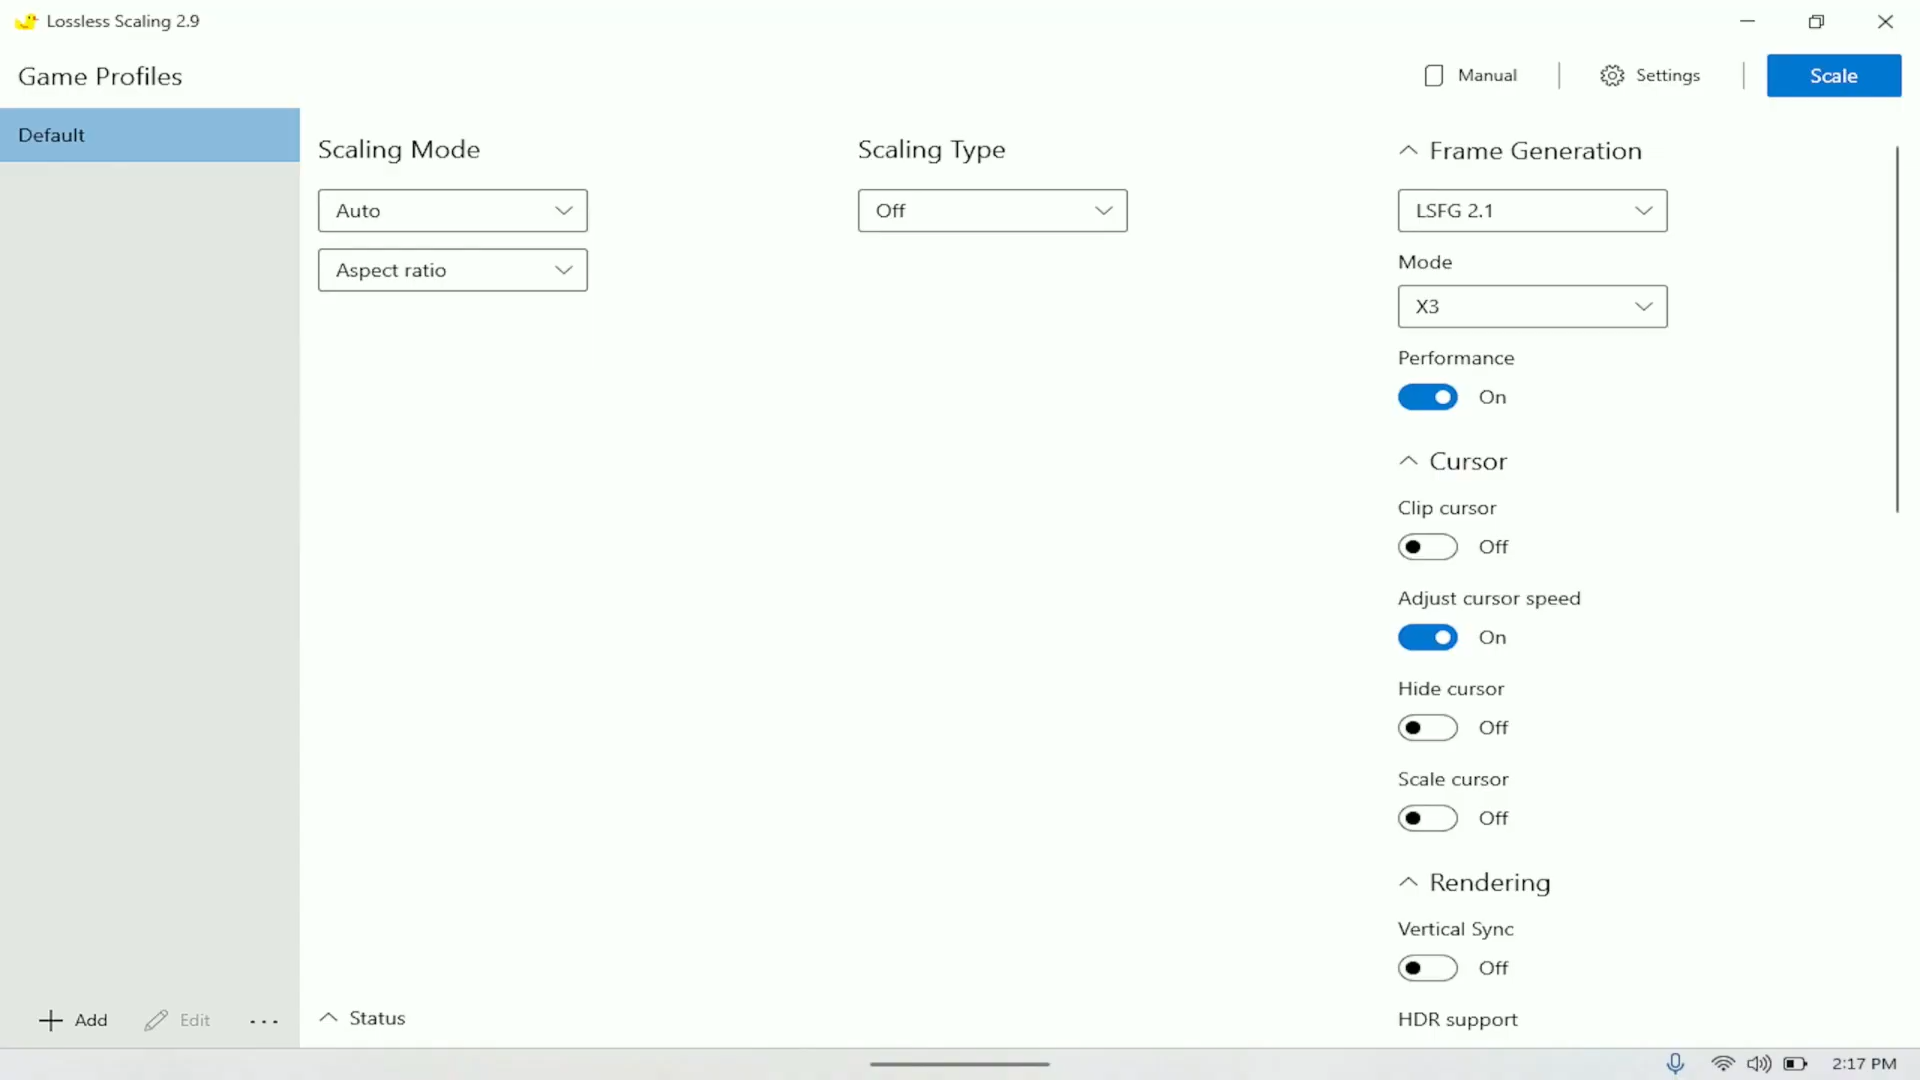 Lossless Scaling 2.9
Game Profiles
Manual
Settings
Scale
Default
Scaling Mode
Auto
Aspect ratio
Scaling Type
Off
Frame Generation
LSFG 2.1
Mode
X3
Performance
On
Cursor
Clip cursor
Off
Adjust cursor speed
On
Hide cursor
Off
Scale cursor
Off
Rendering
Vertical Sync
Off
HDR support
Add
Edit
...
Status
2:17 PM